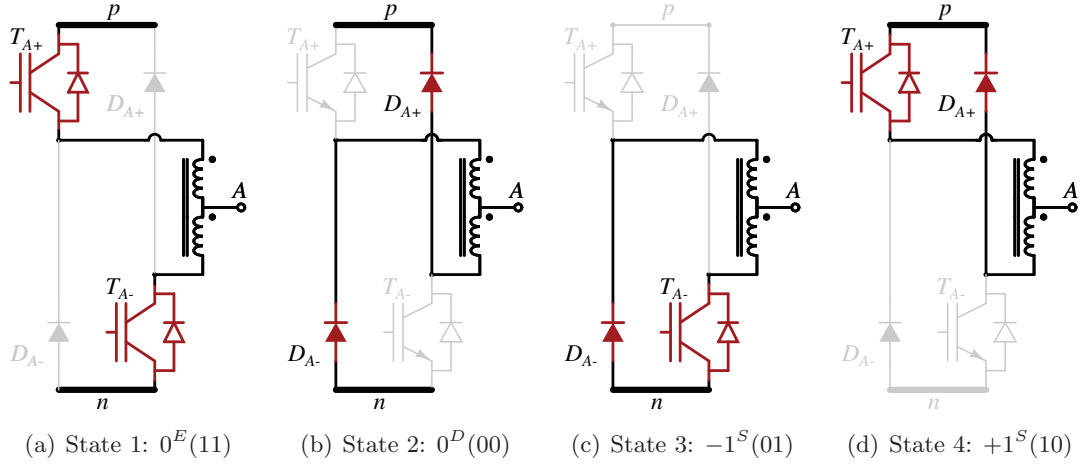 p p p p
T_{A+} T_{A+} T_{A+} T_{A+}
D_{A+} D_{A+} D_{A+} D_{A+}
A A A A
T_{A-} T_{A-} T_{A-} T_{A-}
D_{A-} D_{A-} D_{A-} D_{A-}
n n n n
(a) State 1: 0^E(11) (b) State 2: 0^D(00) (c) State 3: −1^S(01) (d) State 4: +1^S(10)